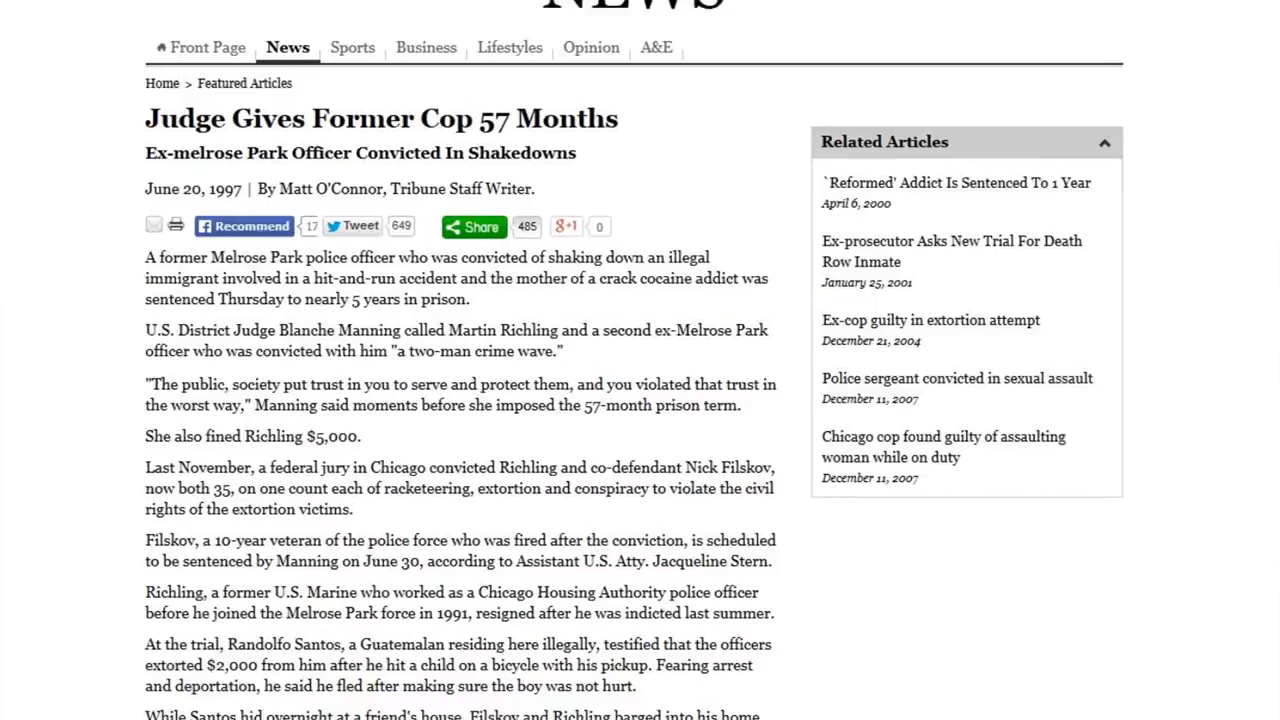 NEWS
Front Page News Sports Business Lifestyles Opinion A&E
Home > Featured Articles
Judge Gives Former Cop 57 Months
Ex-melrose Park Officer Convicted In Shakedowns
June 20, 1997 | By Matt O'Connor, Tribune Staff Writer.
Recommend 17 Tweet 649 Share 485 g+1 0
A former Melrose Park police officer who was convicted of shaking down an illegal
immigrant involved in a hit-and-run accident and the mother of a crack cocaine addict was
sentenced Thursday to nearly 5 years in prison.
U.S. District Judge Blanche Manning called Martin Richling and a second ex-Melrose Park
officer who was convicted with him "a two-man crime wave."
"The public, society put trust in you to serve and protect them, and you violated that trust in
the worst way," Manning said moments before she imposed the 57-month prison term.
She also fined Richling $5,000.
Last November, a federal jury in Chicago convicted Richling and co-defendant Nick Filskov,
now both 35, on one count each of racketeering, extortion and conspiracy to violate the civil
rights of the extortion victims.
Filskov, a 10-year veteran of the police force who was fired after the conviction, is scheduled
to be sentenced by Manning on June 30, according to Assistant U.S. Atty. Jacqueline Stern.
Richling, a former U.S. Marine who worked as a Chicago Housing Authority police officer
before he joined the Melrose Park force in 1991, resigned after he was indicted last summer.
At the trial, Randolfo Santos, a Guatemalan residing here illegally, testified that the officers
extorted $2,000 from him after he hit a child on a bicycle with his pickup. Fearing arrest
and deportation, he said he fled after making sure the boy was not hurt.
While Santos hid overnight at a friend's house, Filskov and Richling barged into his home
Related Articles
`Reformed' Addict Is Sentenced To 1 Year
April 6, 2000
Ex-prosecutor Asks New Trial For Death
Row Inmate
January 25, 2001
Ex-cop guilty in extortion attempt
December 21, 2004
Police sergeant convicted in sexual assault
December 11, 2007
Chicago cop found guilty of assaulting
woman while on duty
December 11, 2007